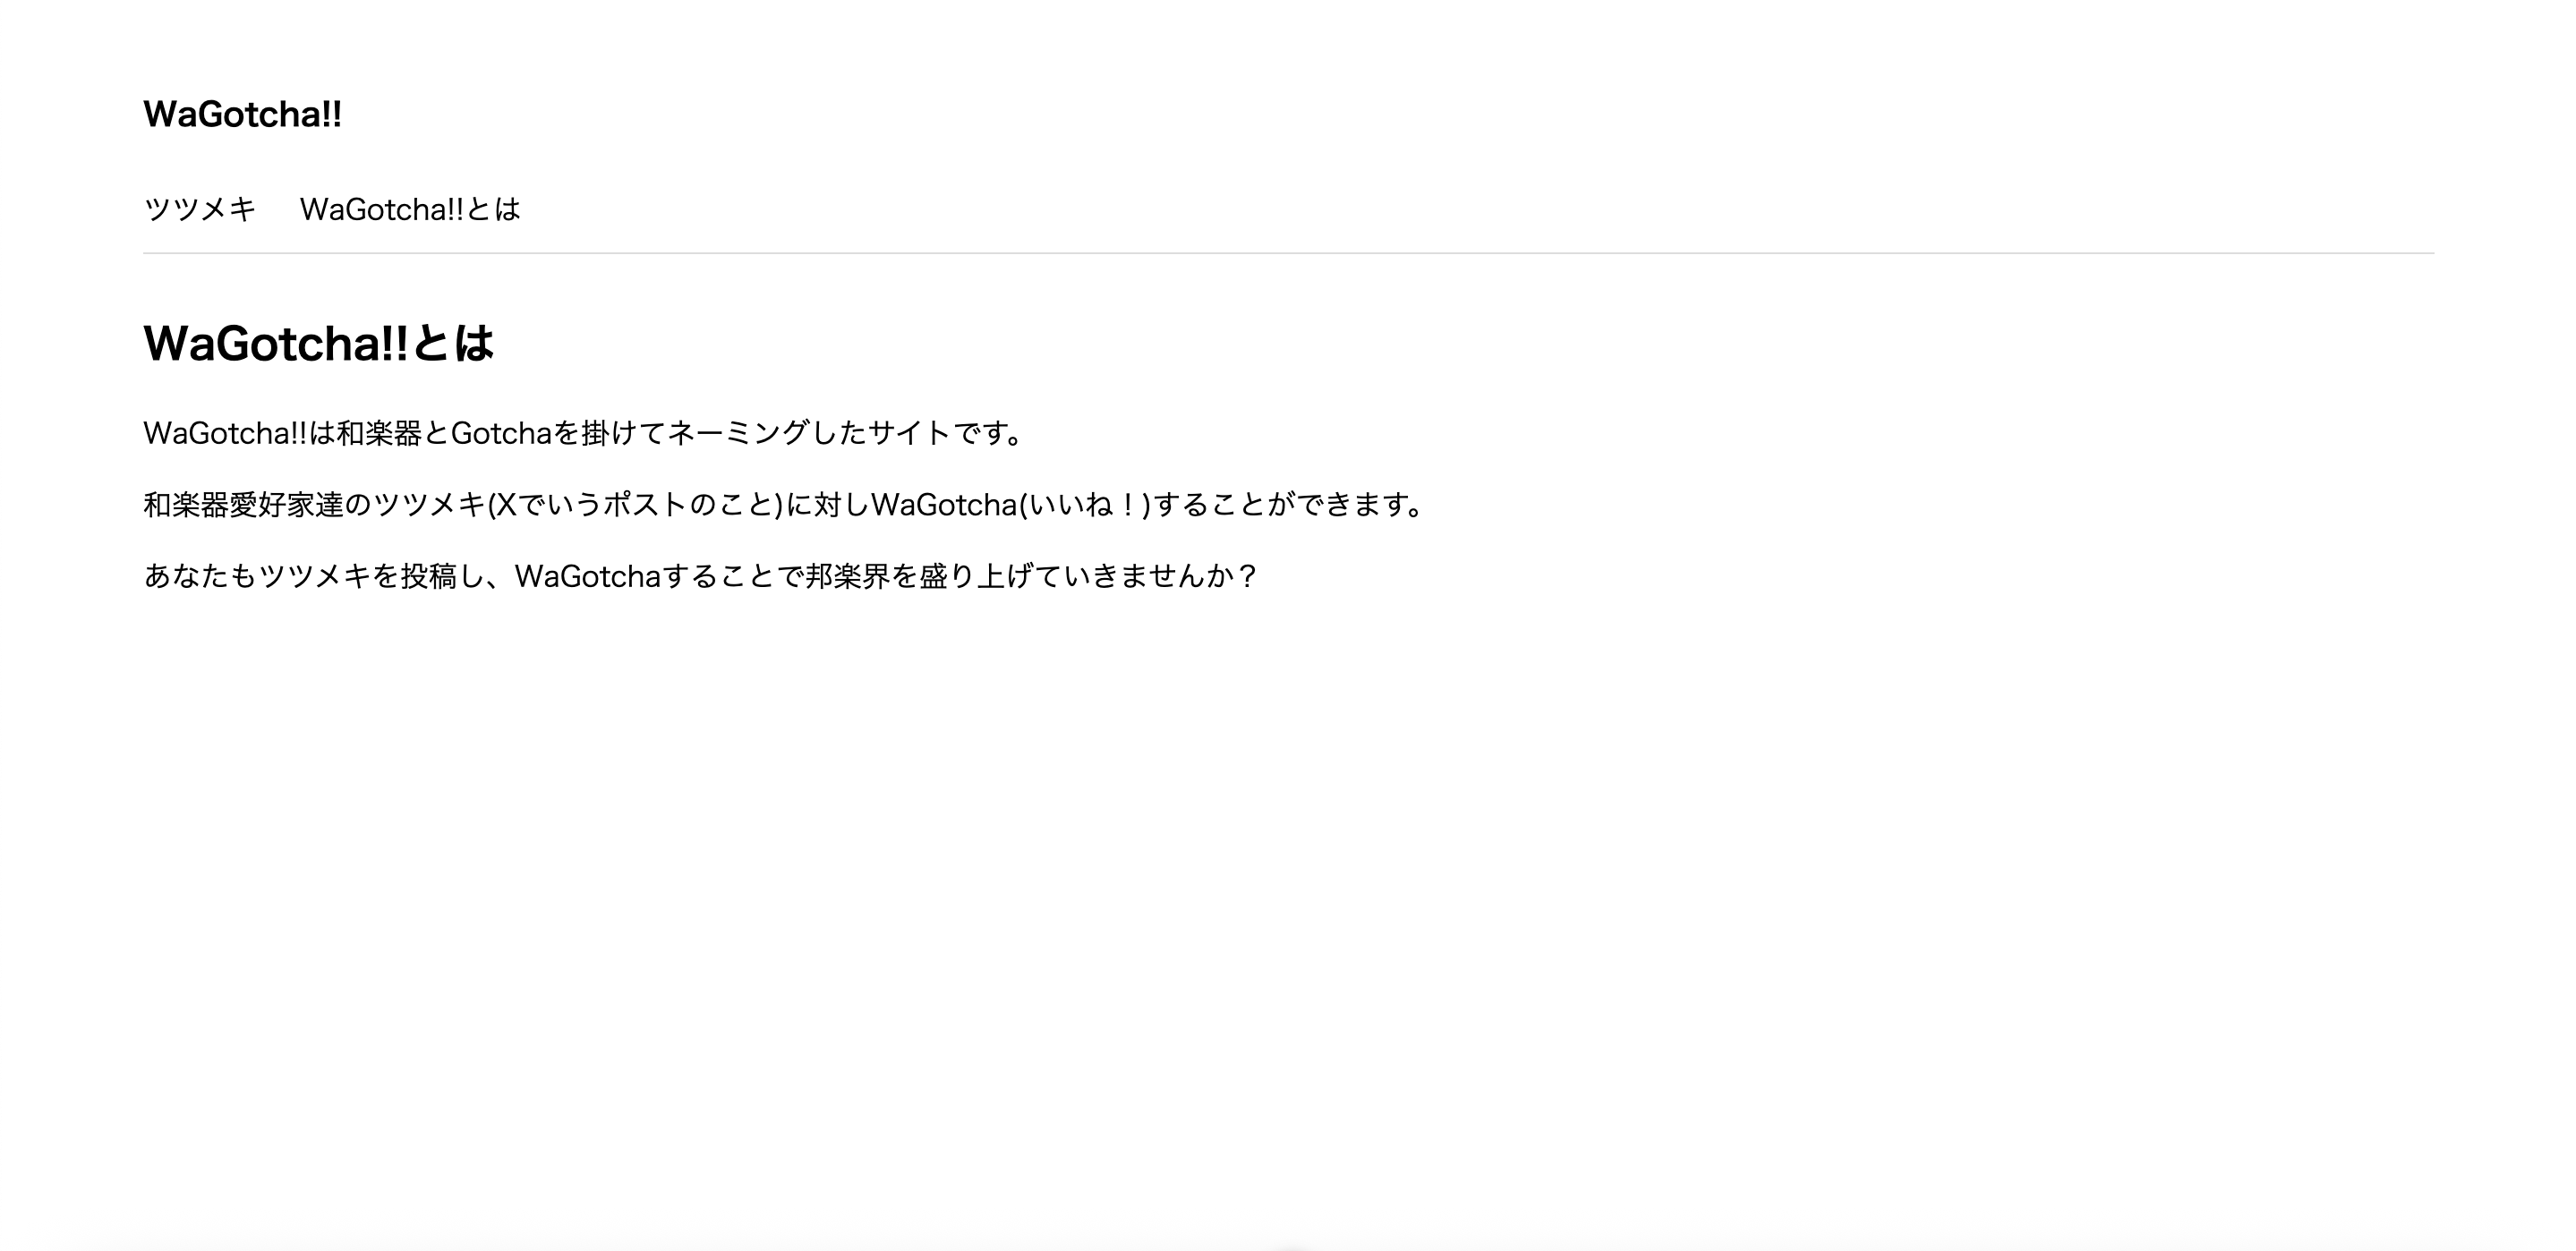 WaGotcha!!
ツツメキ WaGotcha!!とは
WaGotcha!!とは
WaGotcha!!は和楽器とGotchaを掛けてネーミングしたサイトです。
和楽器愛好家達のツツメキ(Xでいうポストのこと)に対しWaGotcha(いいね！)することができます。
あなたもツツメキを投稿し、WaGotchaすることで邦楽界を盛り上げていきませんか？